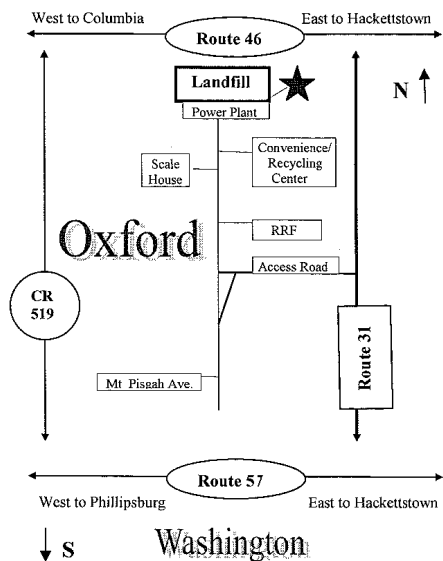 West to Columbia
East to Hackettstown
Route 46
Landfill
N
Power Plant
Convenience/
Recycling
Center
Scale
House
Oxford
RRF
Access Road
CR
519
Route 31
Mt Pisgah Ave.
Route 57
West to Phillipsburg
East to Hackettstown
S
Washington